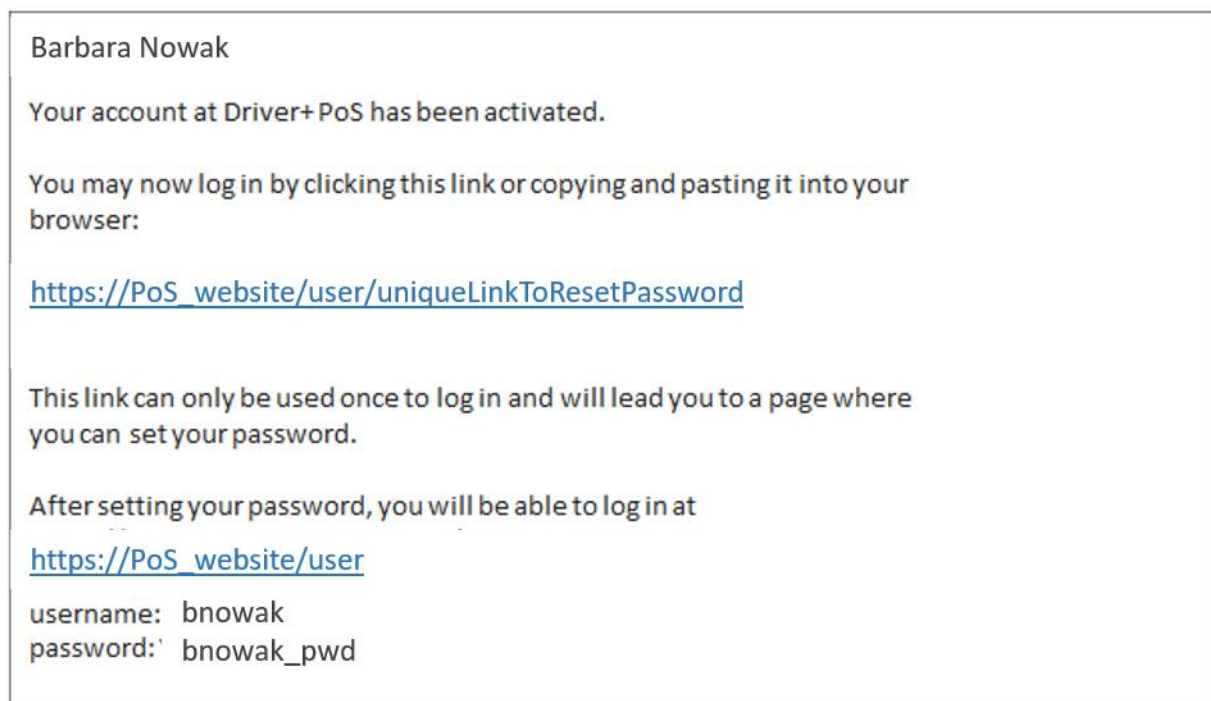 Barbara Nowak
Your account at Driver+ PoS has been activated.
You may now log in by clicking this link or copying and pasting it into your
browser:
https://PoS_website/user/uniqueLinkToResetPassword
This link can only be used once to log in and will lead you to a page where
you can set your password.
After setting your password, you will be able to log in at
https://PoS_website/user
username: bnowak
password: bnowak_pwd